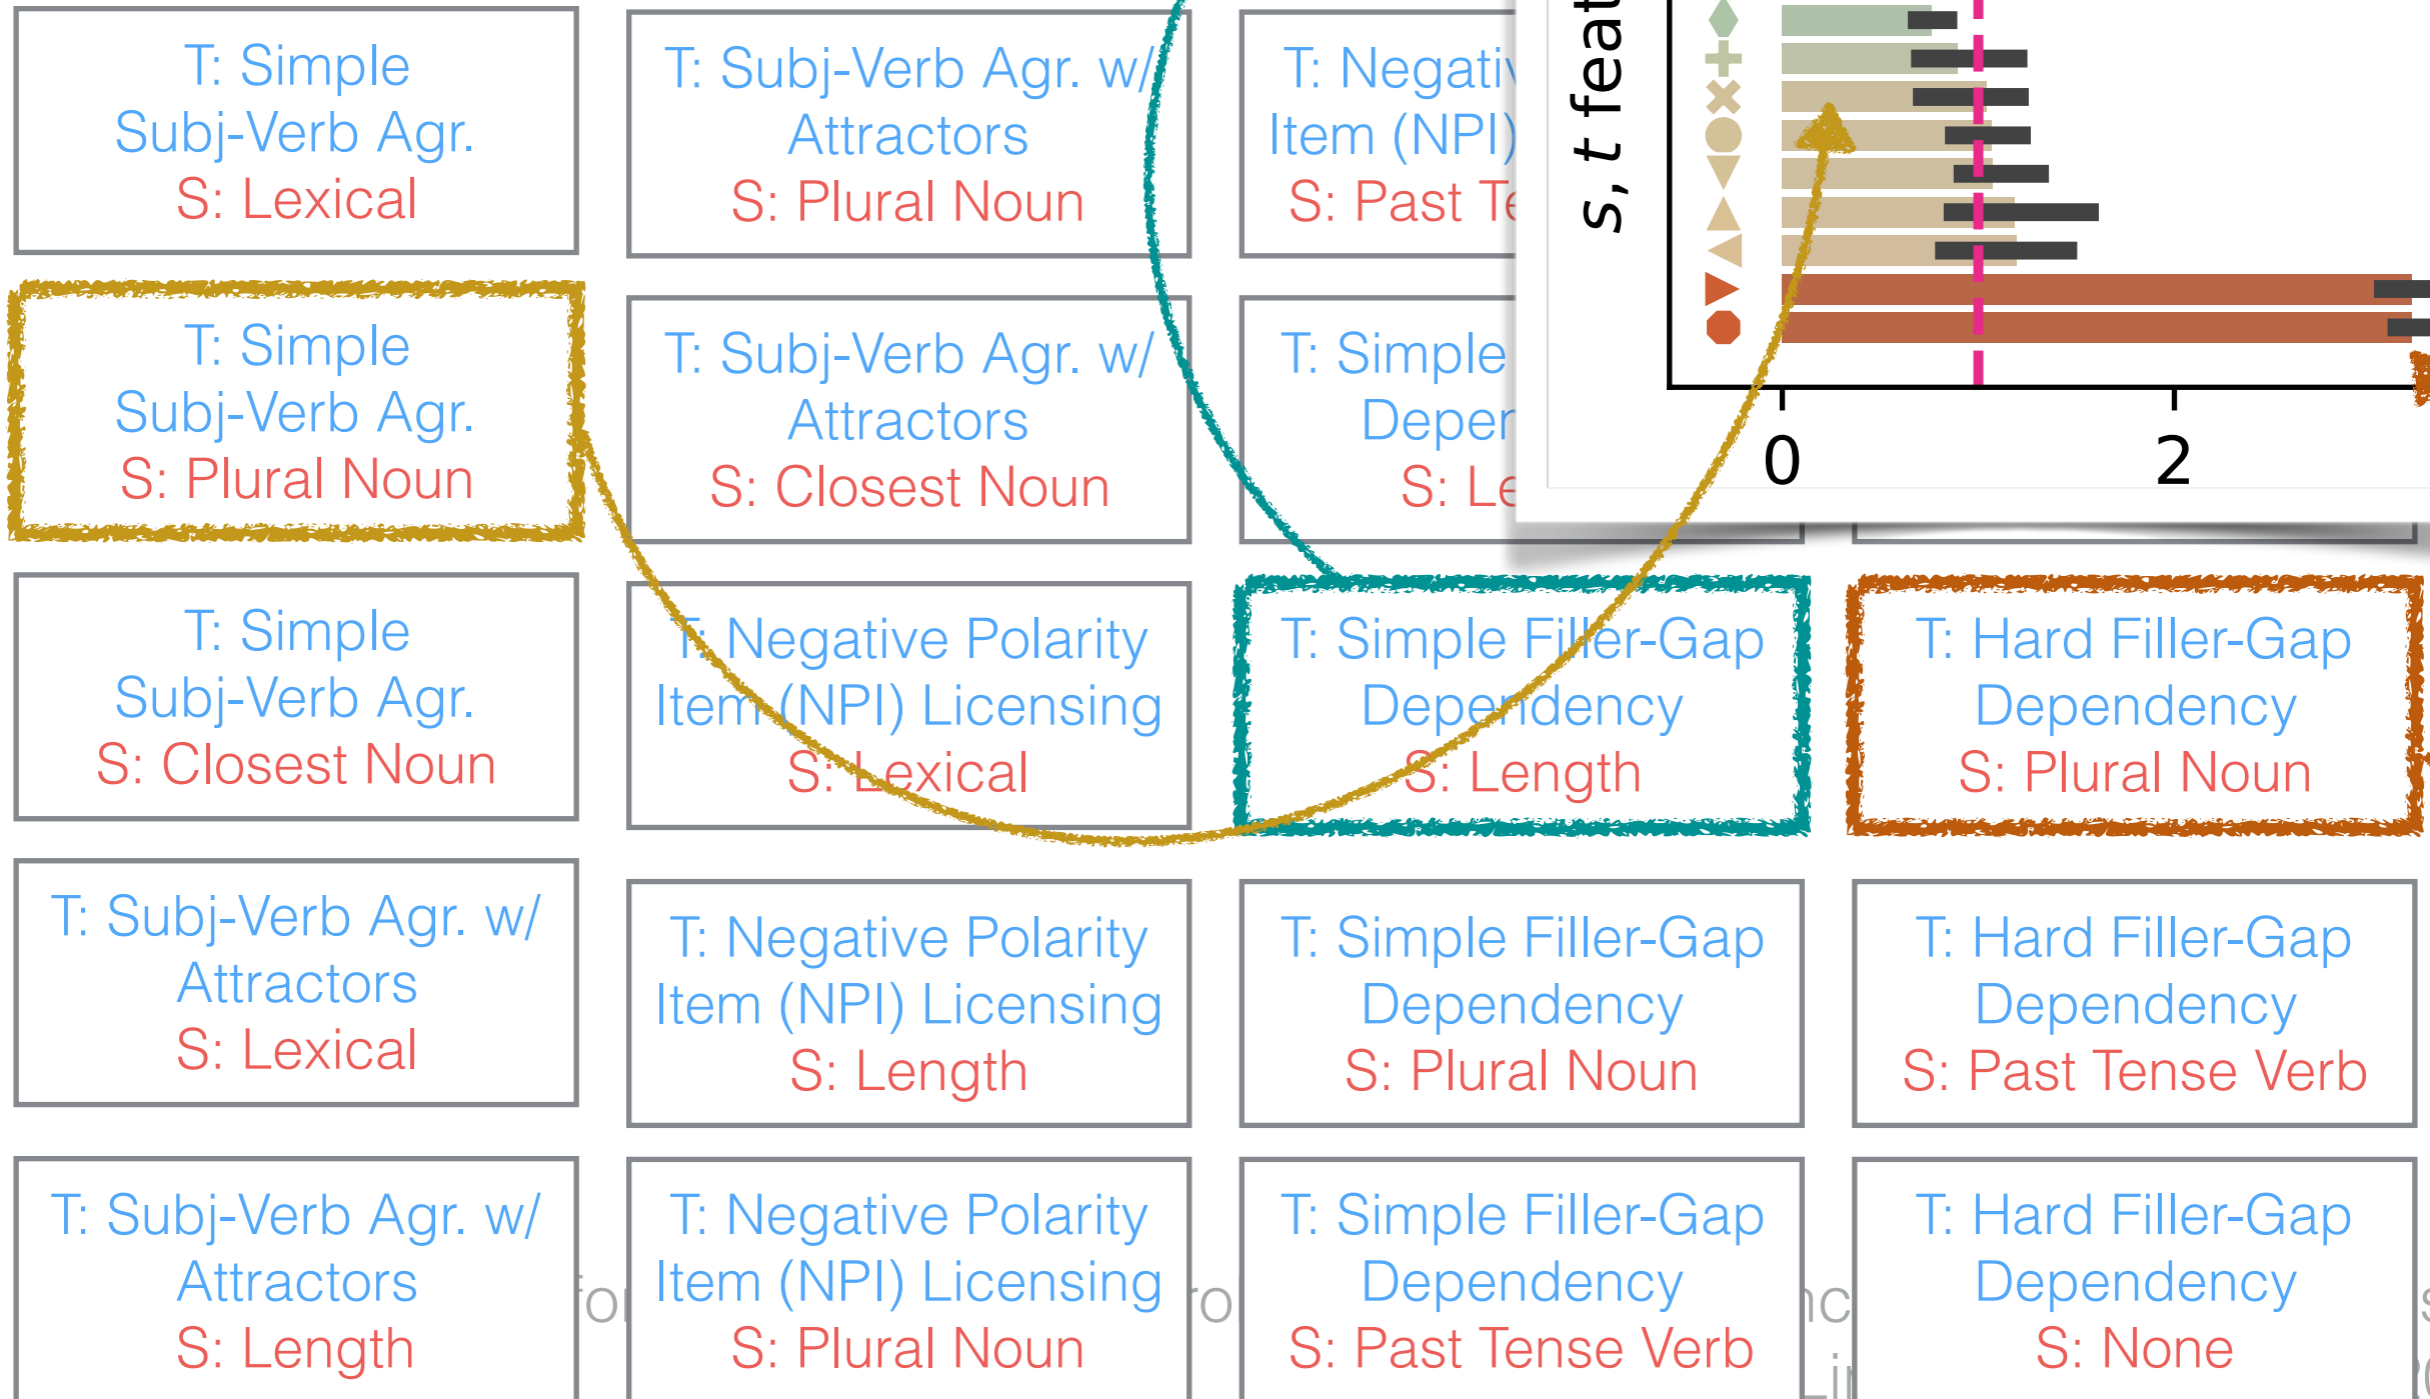 T: Simple
Subj-Verb Agr.
S: Lexical
T: Subj-Verb Agr. w/
Attractors
S: Plural Noun
T:
Item (NPI)
S: Past
s, t
T: Simple
Subj-Verb Agr.
S: Plural Noun
T: Subj-Verb Agr. w/
Attractors
S: Closest Noun
T: Simple
S:
0
2
T: Simple
Subj-Verb Agr.
S: Closest Noun
T: Negative Polarity
Item (NPI) Licensing
S: Lexical
T: Simple Filler-Gap
Dependency
S: Length
T: Hard Filler-Gap
Dependency
S: Plural Noun
T: Subj-Verb Agr. w/
Attractors
S: Lexical
T: Negative Polarity
Item (NPI) Licensing
S: Length
T: Simple Filler-Gap
Dependency
S: Plural Noun
T: Hard Filler-Gap
Dependency
S: Past Tense Verb
T: Subj-Verb Agr. w/
Attractors
S: Length
T: Negative Polarity
Item (NPI) Licensing
S: Plural Noun
T: Simple Filler-Gap
Dependency
S: Past Tense Verb
T: Hard Filler-Gap
Dependency
S: None